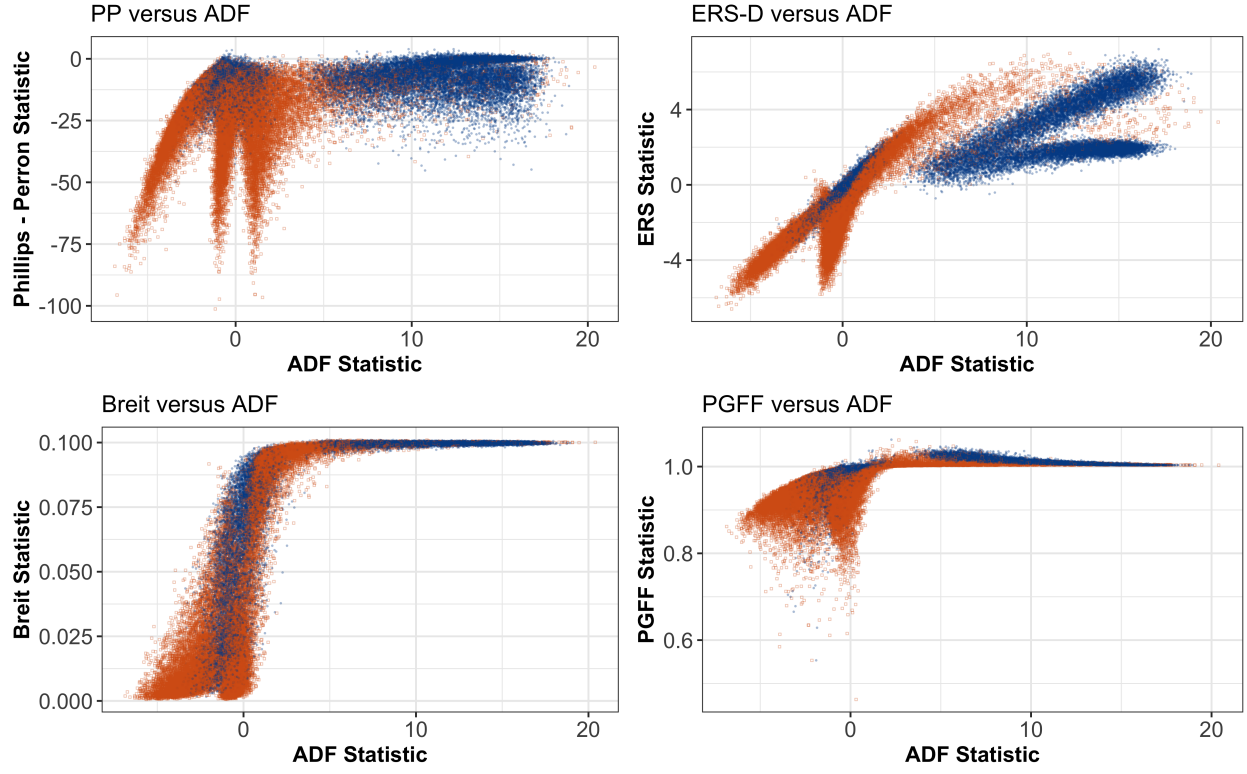 PP versus ADF
0
-25
-50
-75
-100
Phillips - Perron Statistic
0
10
20
ADF Statistic
ERS-D versus ADF
4
0
-4
ERS Statistic
0
10
20
ADF Statistic
Breit versus ADF
0.100
0.075
0.050
0.025
0.000
Breit Statistic
0
10
20
ADF Statistic
PGFF versus ADF
1.0
0.8
0.6
PGFF Statistic
0
10
20
ADF Statistic